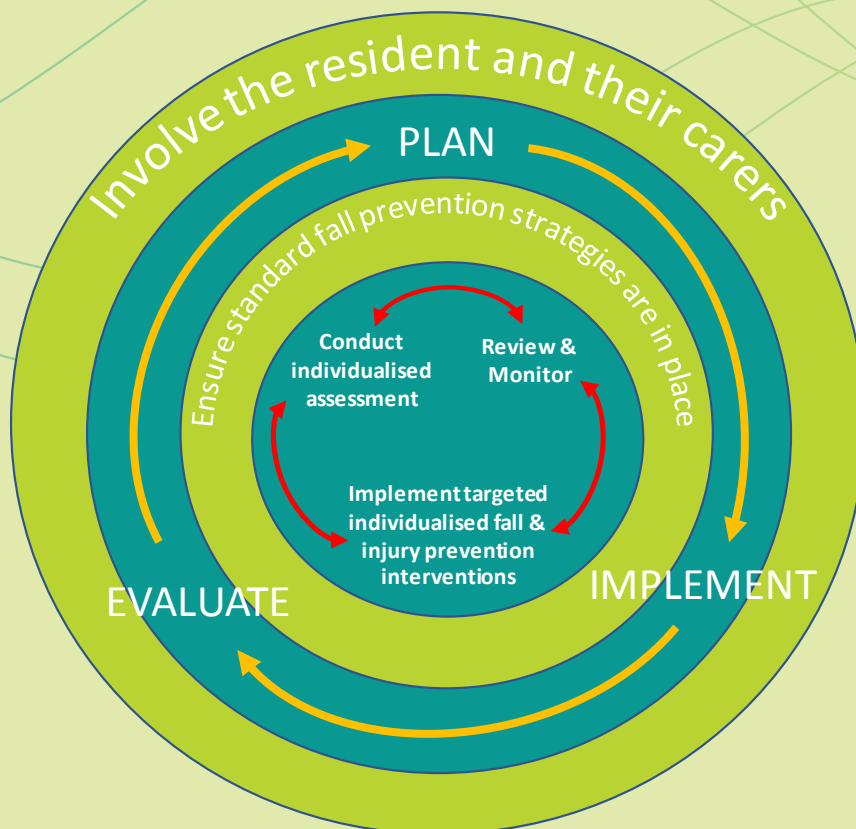 Involve the resident and their carers
PLAN
Ensure standard fall prevention strategies are in place
Conduct
individualised
assessment
Review &
Monitor
Implement targeted
individualised fall &
injury prevention
interventions
EVALUATE
IMPLEMENT